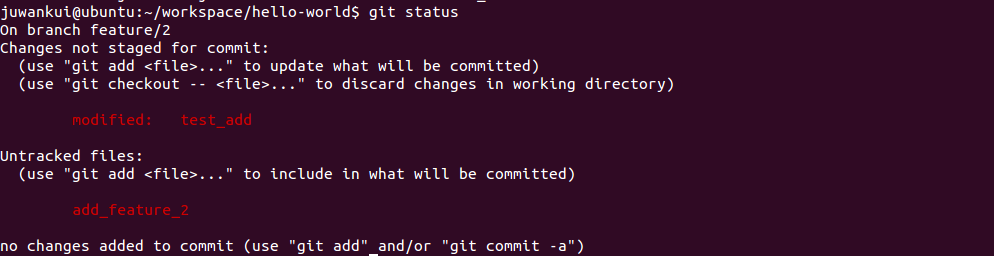 juwankui@ubuntu:~/workspace/hello-world$ git status
On branch feature/2
Changes not staged for commit:
  (use "git add <file>..." to update what will be committed)
  (use "git checkout -- <file>..." to discard changes in working directory)
        modified:   test_add
Untracked files:
  (use "git add <file>..." to include in what will be committed)
        add_feature_2
no changes added to commit (use "git add" and/or "git commit -a")